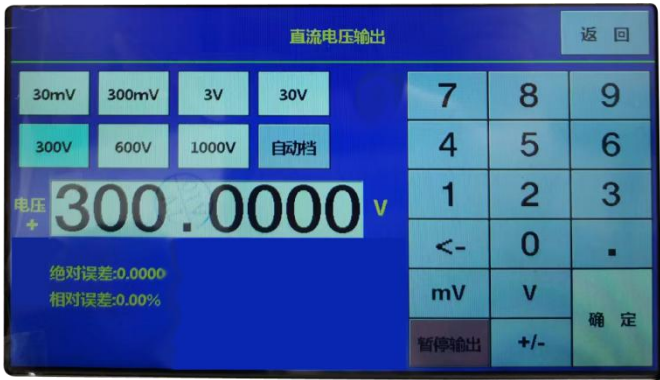 直流电压输出
返 回
30mV 300mV 3V 30V
300V 600V 1000V 自动档
电压 + 300.0000 V
绝对误差:0.0000
相对误差:0.00%
7 8 9
4 5 6
1 2 3
<- 0 .
mV V
确 定
暂停输出 +/-